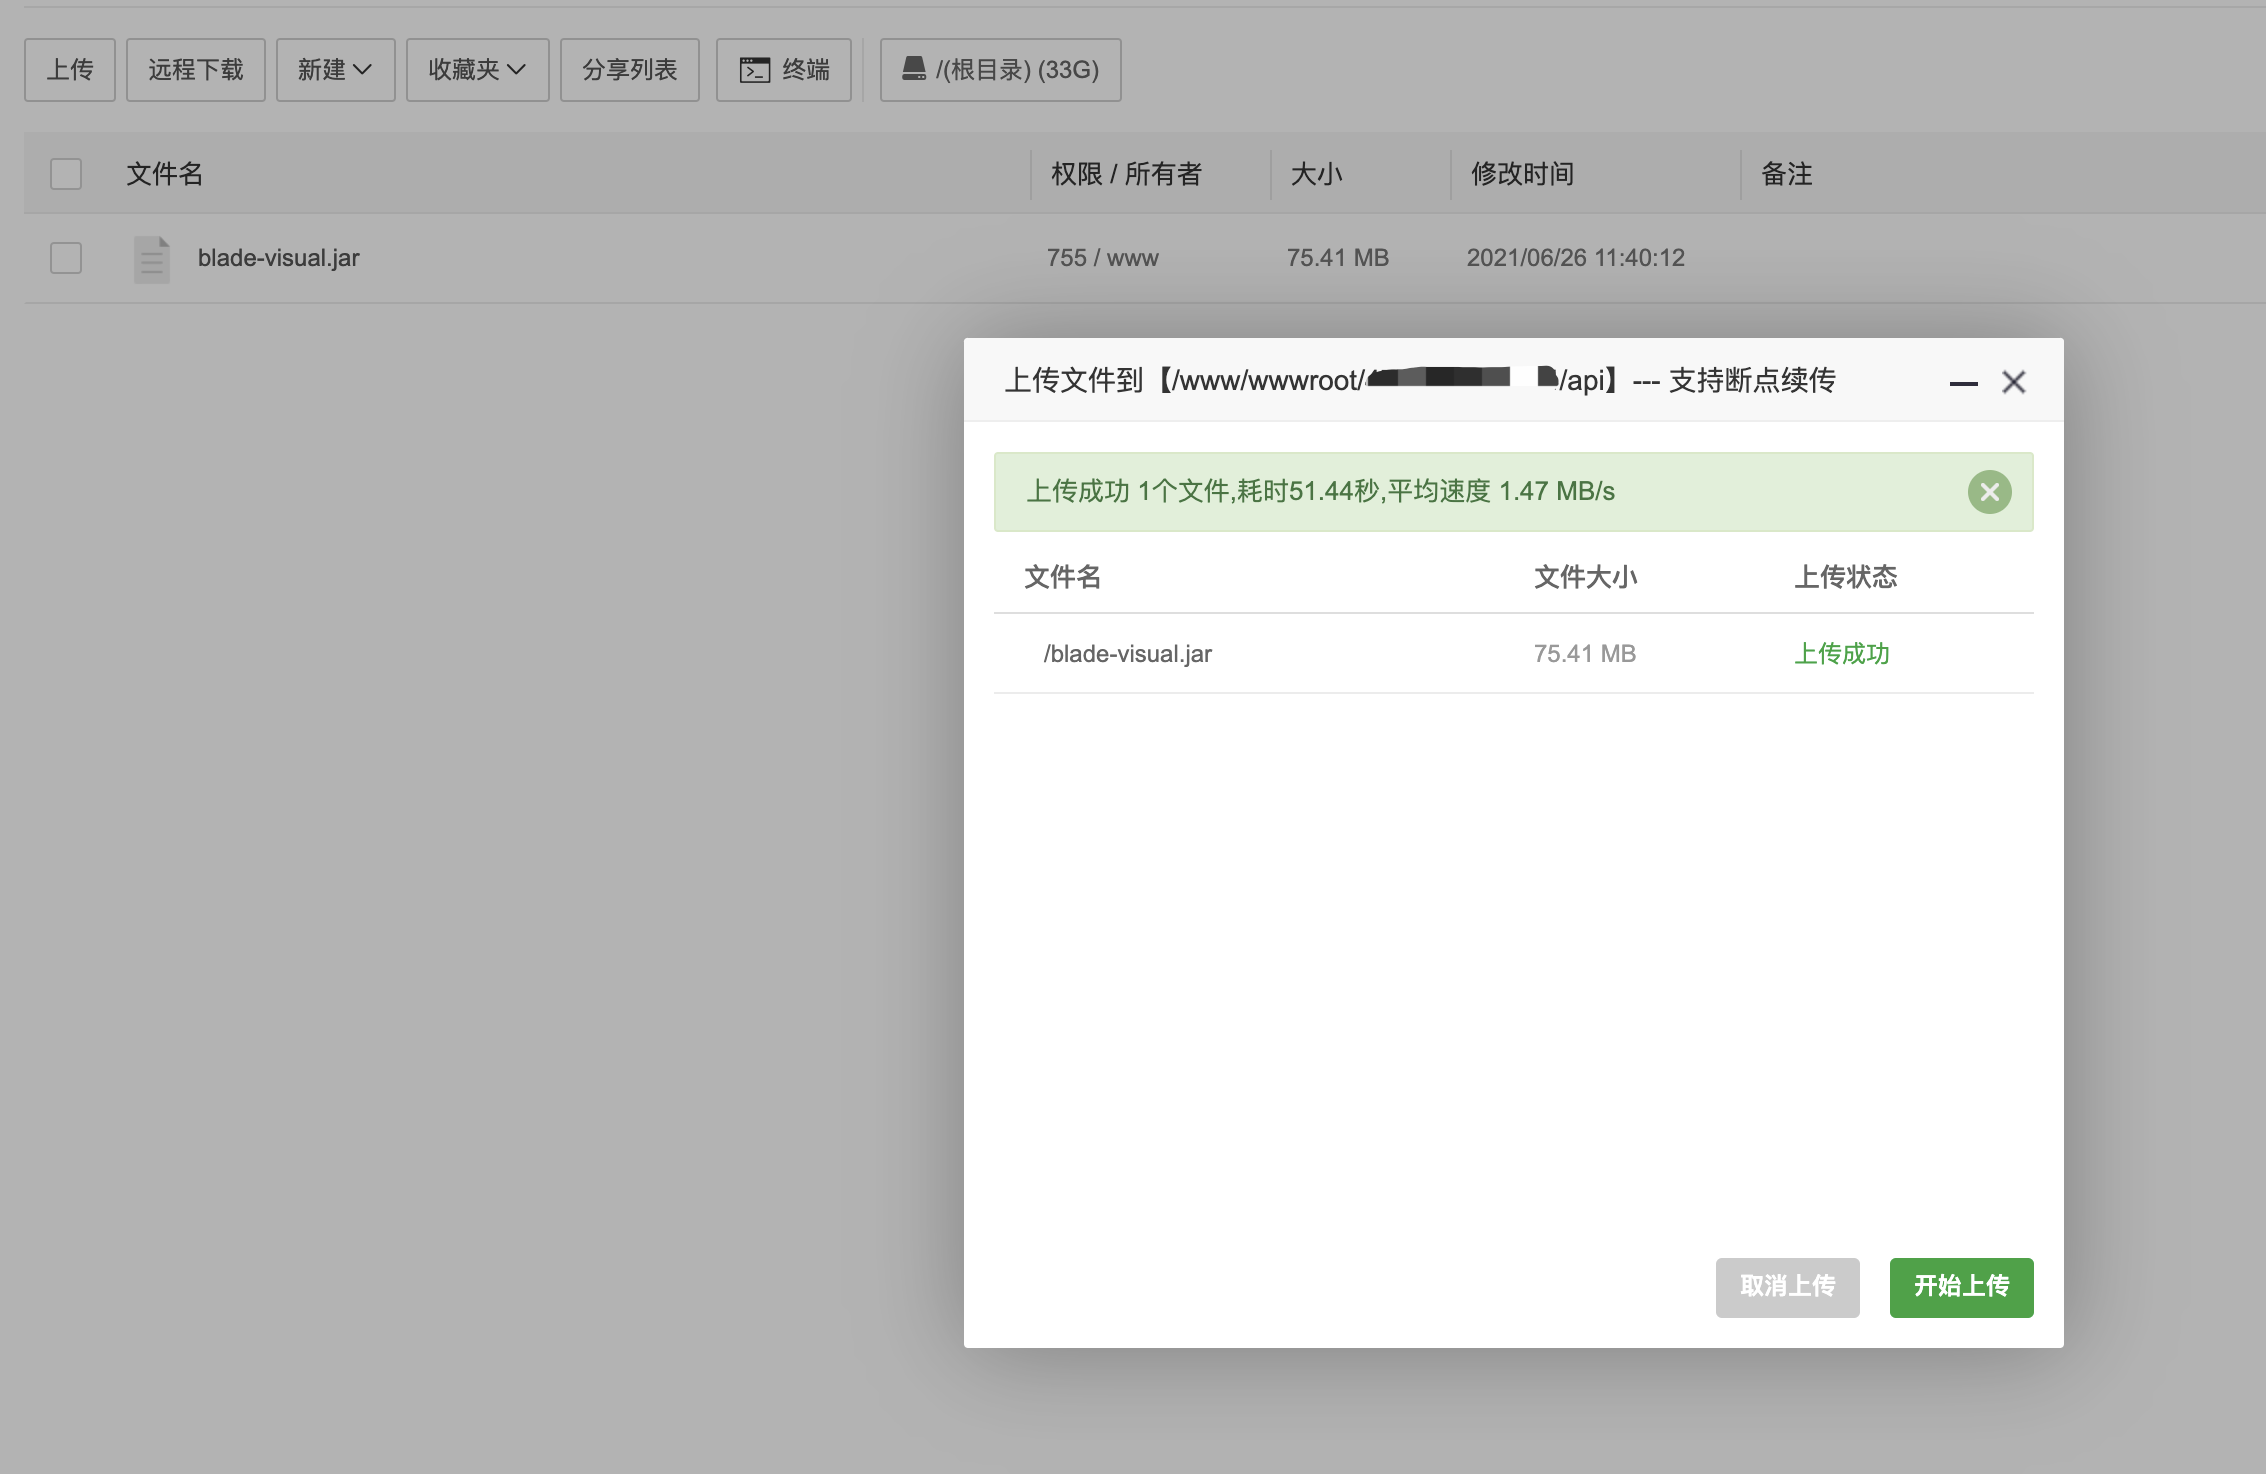 上传 远程下载 新建 收藏夹 分享列表 终端 /(根目录) (33G)
文件名 权限 / 所有者 大小 修改时间 备注
blade-visual.jar 755 / www 75.41 MB 2021/06/26 11:40:12
上传文件到【/www/wwwroot/ /api】--- 支持断点续传
上传成功 1个文件,耗时51.44秒,平均速度 1.47 MB/s
文件名 文件大小 上传状态
/blade-visual.jar 75.41 MB 上传成功
取消上传 开始上传